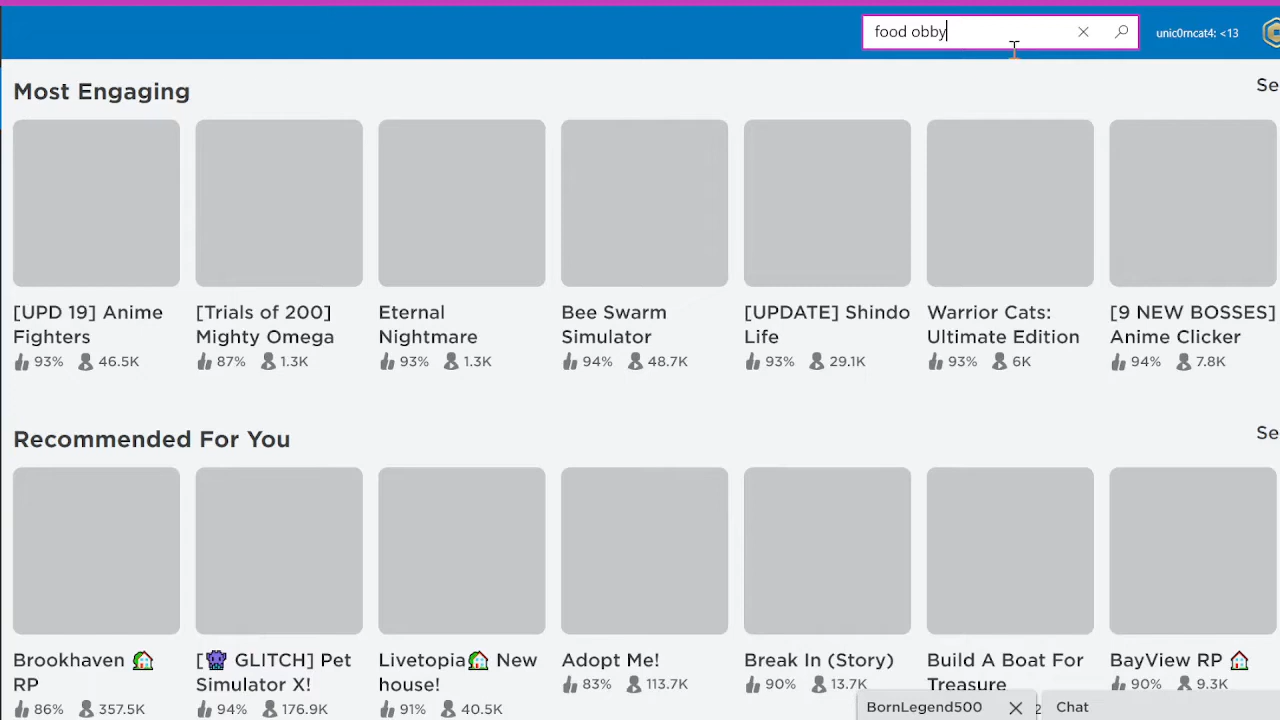 food obby
unic0rncat4: <13
Most Engaging
Se
[UPD 19] Anime Fighters
93% 46.5K
[Trials of 200] Mighty Omega
87% 1.3K
Eternal Nightmare
93% 1.3K
Bee Swarm Simulator
94% 48.7K
[UPDATE] Shindo Life
93% 29.1K
Warrior Cats: Ultimate Edition
93% 6K
[9 NEW BOSSES] Anime Clicker
94% 7.8K
Recommended For You
Se
Brookhaven 🏡 RP
86% 357.5K
[👾 GLITCH] Pet Simulator X!
94% 176.9K
Livetopia🏡 New house!
91% 40.5K
Adopt Me!
83% 113.7K
Break In (Story)
90% 13.7K
Build A Boat For Treasure
2
BayView RP 🏠
90% 9.3K
BornLegend500
Chat